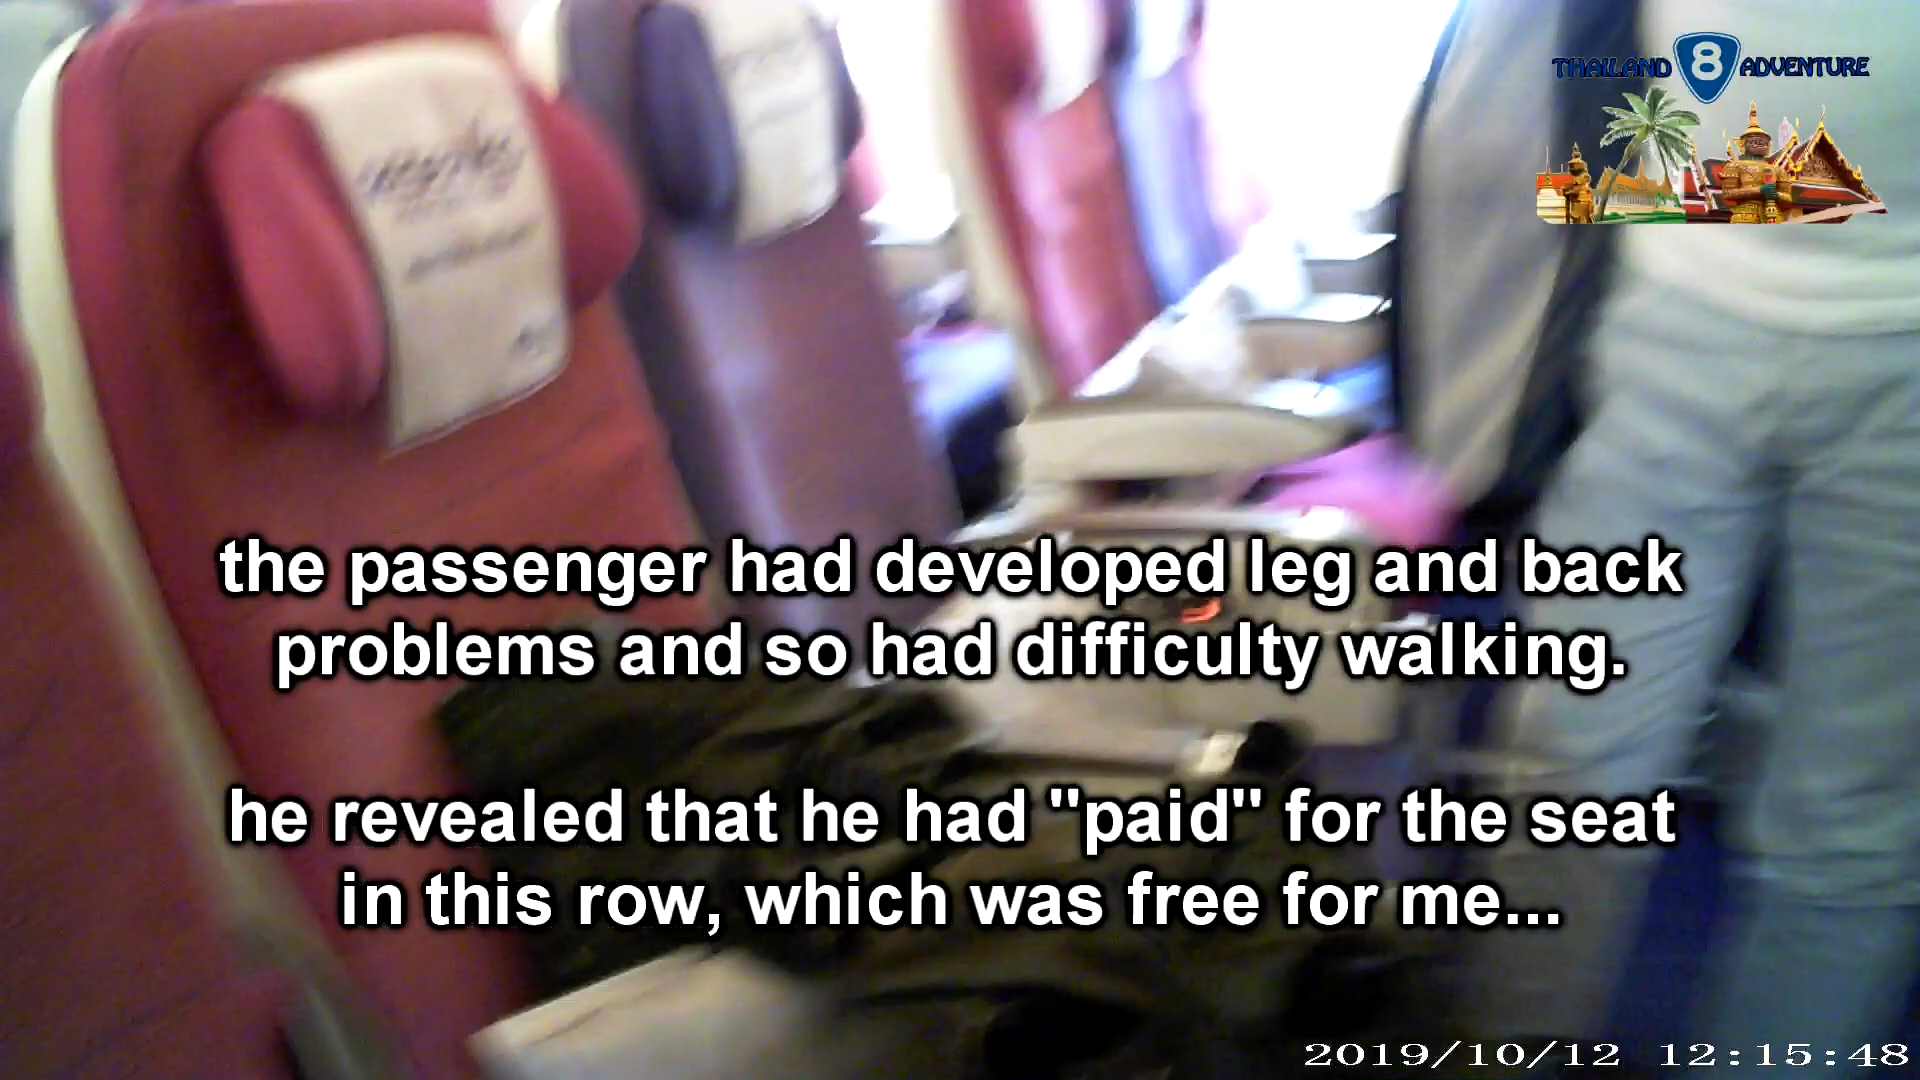 THAILAND 8 ADVENTURE
the passenger had developed leg and back
problems and so had difficulty walking.
he revealed that he had "paid" for the seat
in this row, which was free for me...
2019/10/12 12:15:48